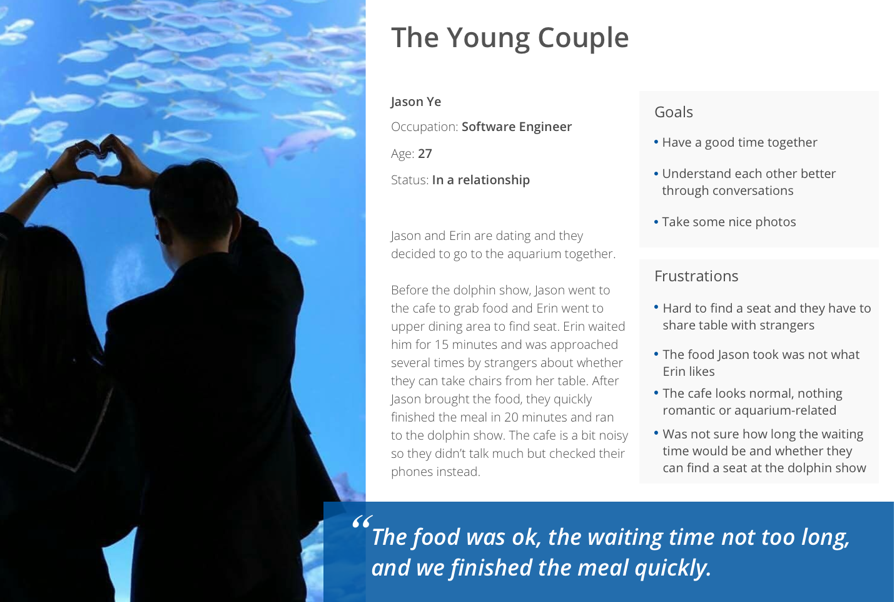 The Young Couple
Jason Ye
Occupation: Software Engineer
Age: 27
Status: In a relationship
Jason and Erin are dating and they
decided to go to the aquarium together.
Before the dolphin show, Jason went to
the cafe to grab food and Erin went to
upper dining area to find seat. Erin waited
him for 15 minutes and was approached
several times by strangers about whether
they can take chairs from her table. After
Jason brought the food, they quickly
finished the meal in 20 minutes and ran
to the dolphin show. The cafe is a bit noisy
so they didn’t talk much but checked their
phones instead.
Goals
• Have a good time together
• Understand each other better
through conversations
• Take some nice photos
Frustrations
• Hard to find a seat and they have to
share table with strangers
• The food Jason took was not what
Erin likes
• The cafe looks normal, nothing
romantic or aquarium-related
• Was not sure how long the waiting
time would be and whether they
can find a seat at the dolphin show
“The food was ok, the waiting time not too long,
and we finished the meal quickly.